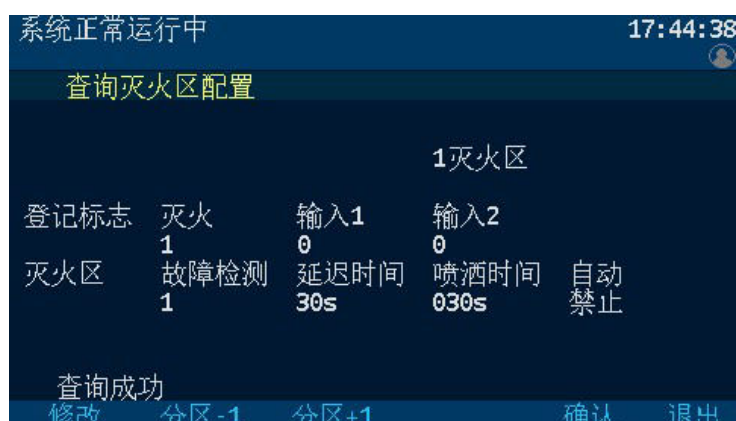 系统正常运行中 17:44:38
查询灭火区配置
1灭火区
登记标志 灭火 输入1 输入2
1 0 0
灭火区 故障检测 延迟时间 喷洒时间 自动
1 30s 030s 禁止
查询成功
修改 分区-1 分区+1 确认 退出